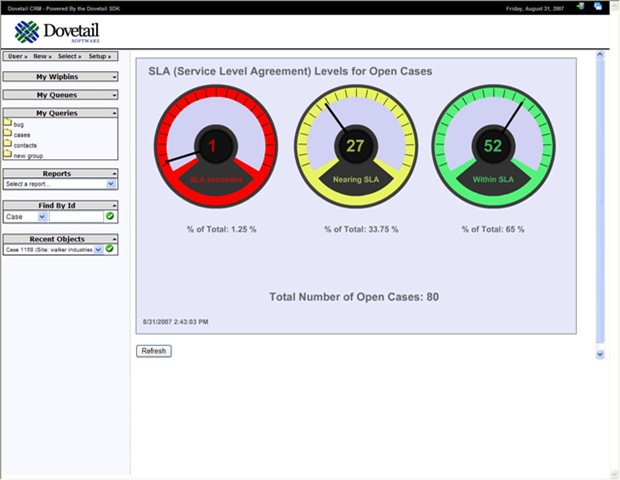 Dovetail CRM - Powered By the Dovetail SDK
Friday, August 31, 2007
Dovetail
SOFTWARE
User » New » Select » Setup »
My Wipbins
My Queues
My Queries
bug
cases
contacts
new group
Reports
Select a report...
Find By Id
Case
Recent Objects
Case 1156 (Site: walker industries
SLA (Service Level Agreement) Levels for Open Cases
1
SLA exceeded
27
Nearing SLA
52
Within SLA
% of Total: 1.25 %
% of Total: 33.75 %
% of Total: 65 %
Total Number of Open Cases: 80
8/31/2007 2:43:03 PM
Refresh